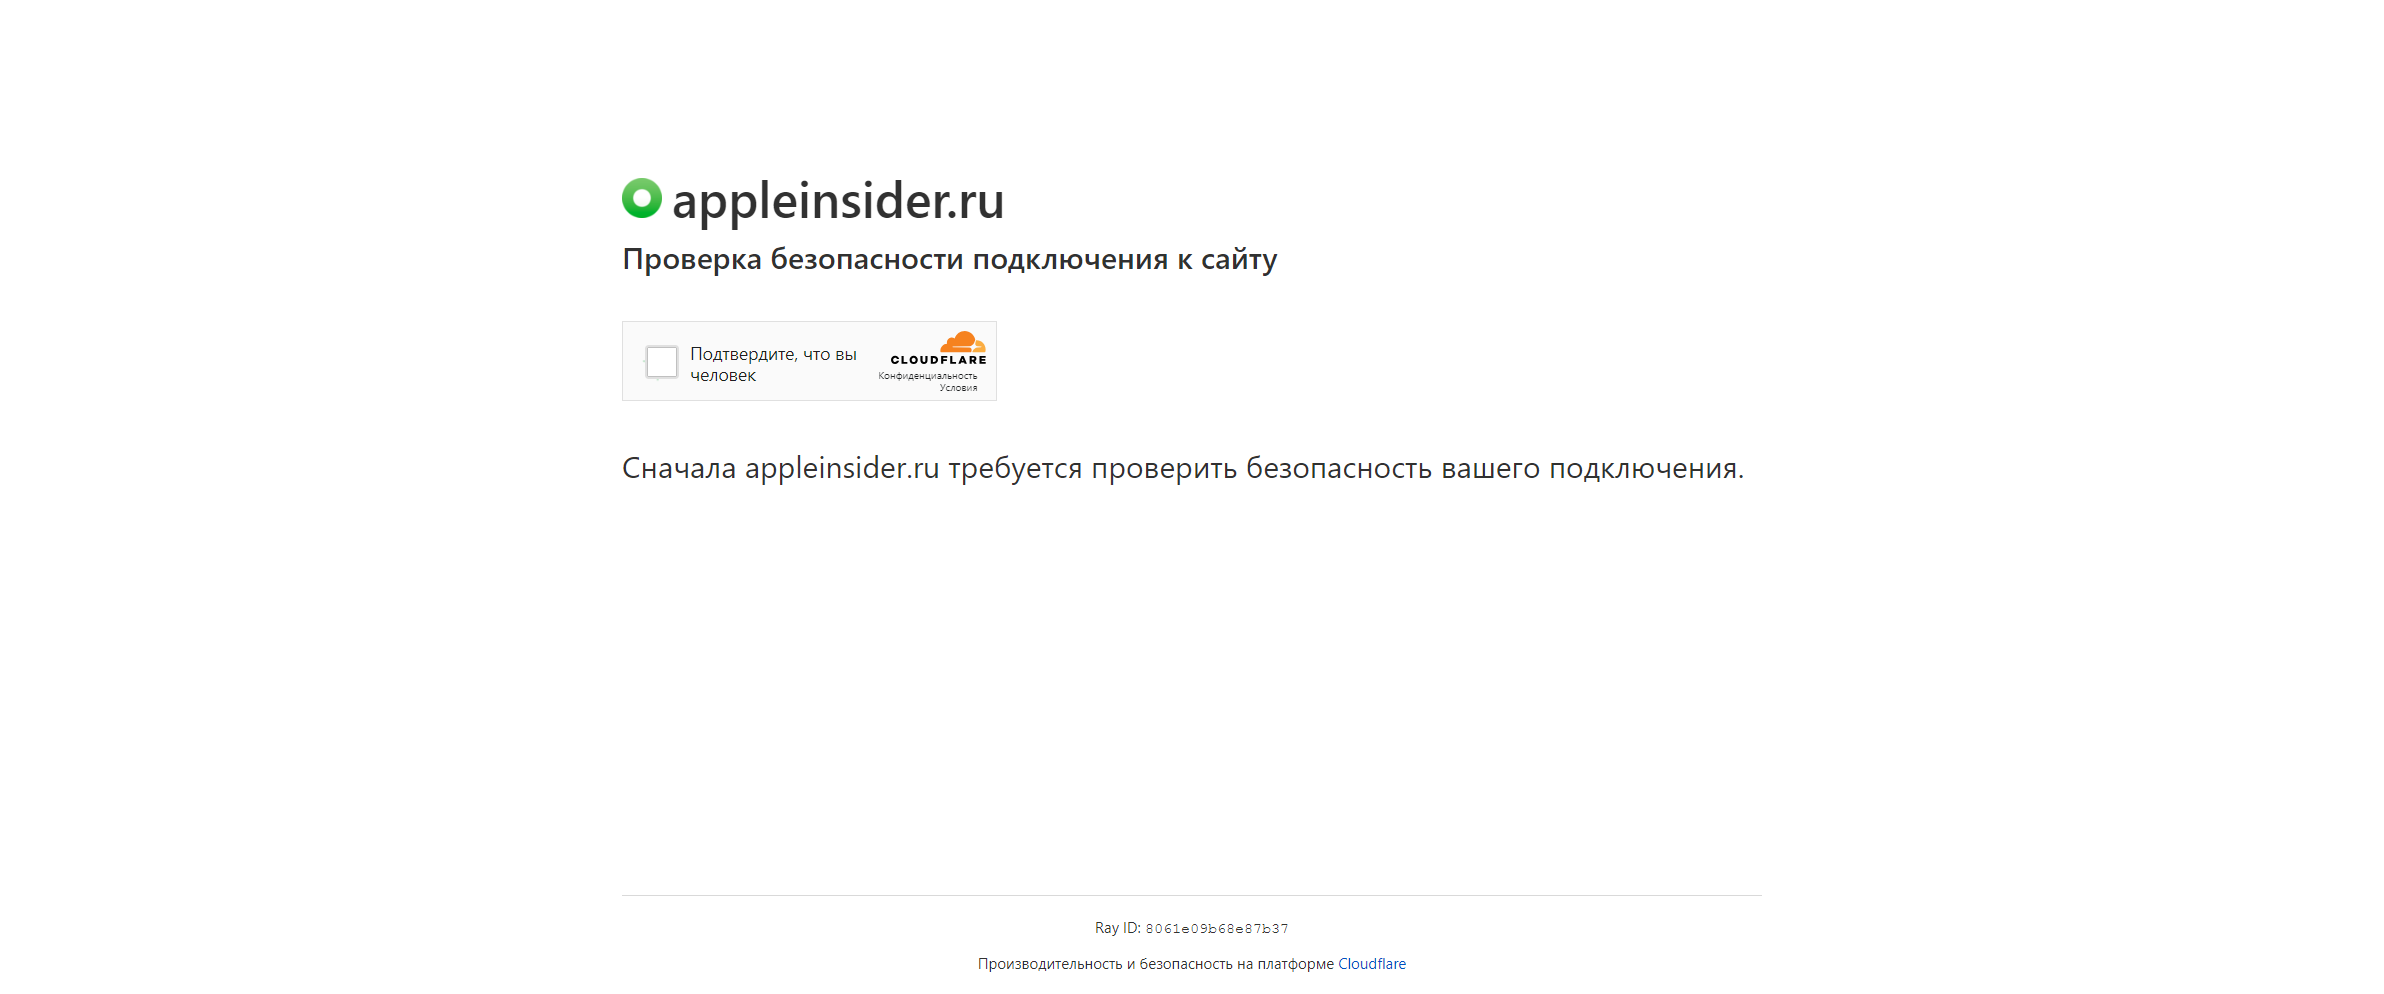 appleinsider.ru
Проверка безопасности подключения к сайту
Подтвердите, что вы
человек
CLOUDFLARE
Конфиденциальность
Условия
Сначала appleinsider.ru требуется проверить безопасность вашего подключения.
Ray ID: 8061e09b68e87b37
Производительность и безопасность на платформе Cloudflare